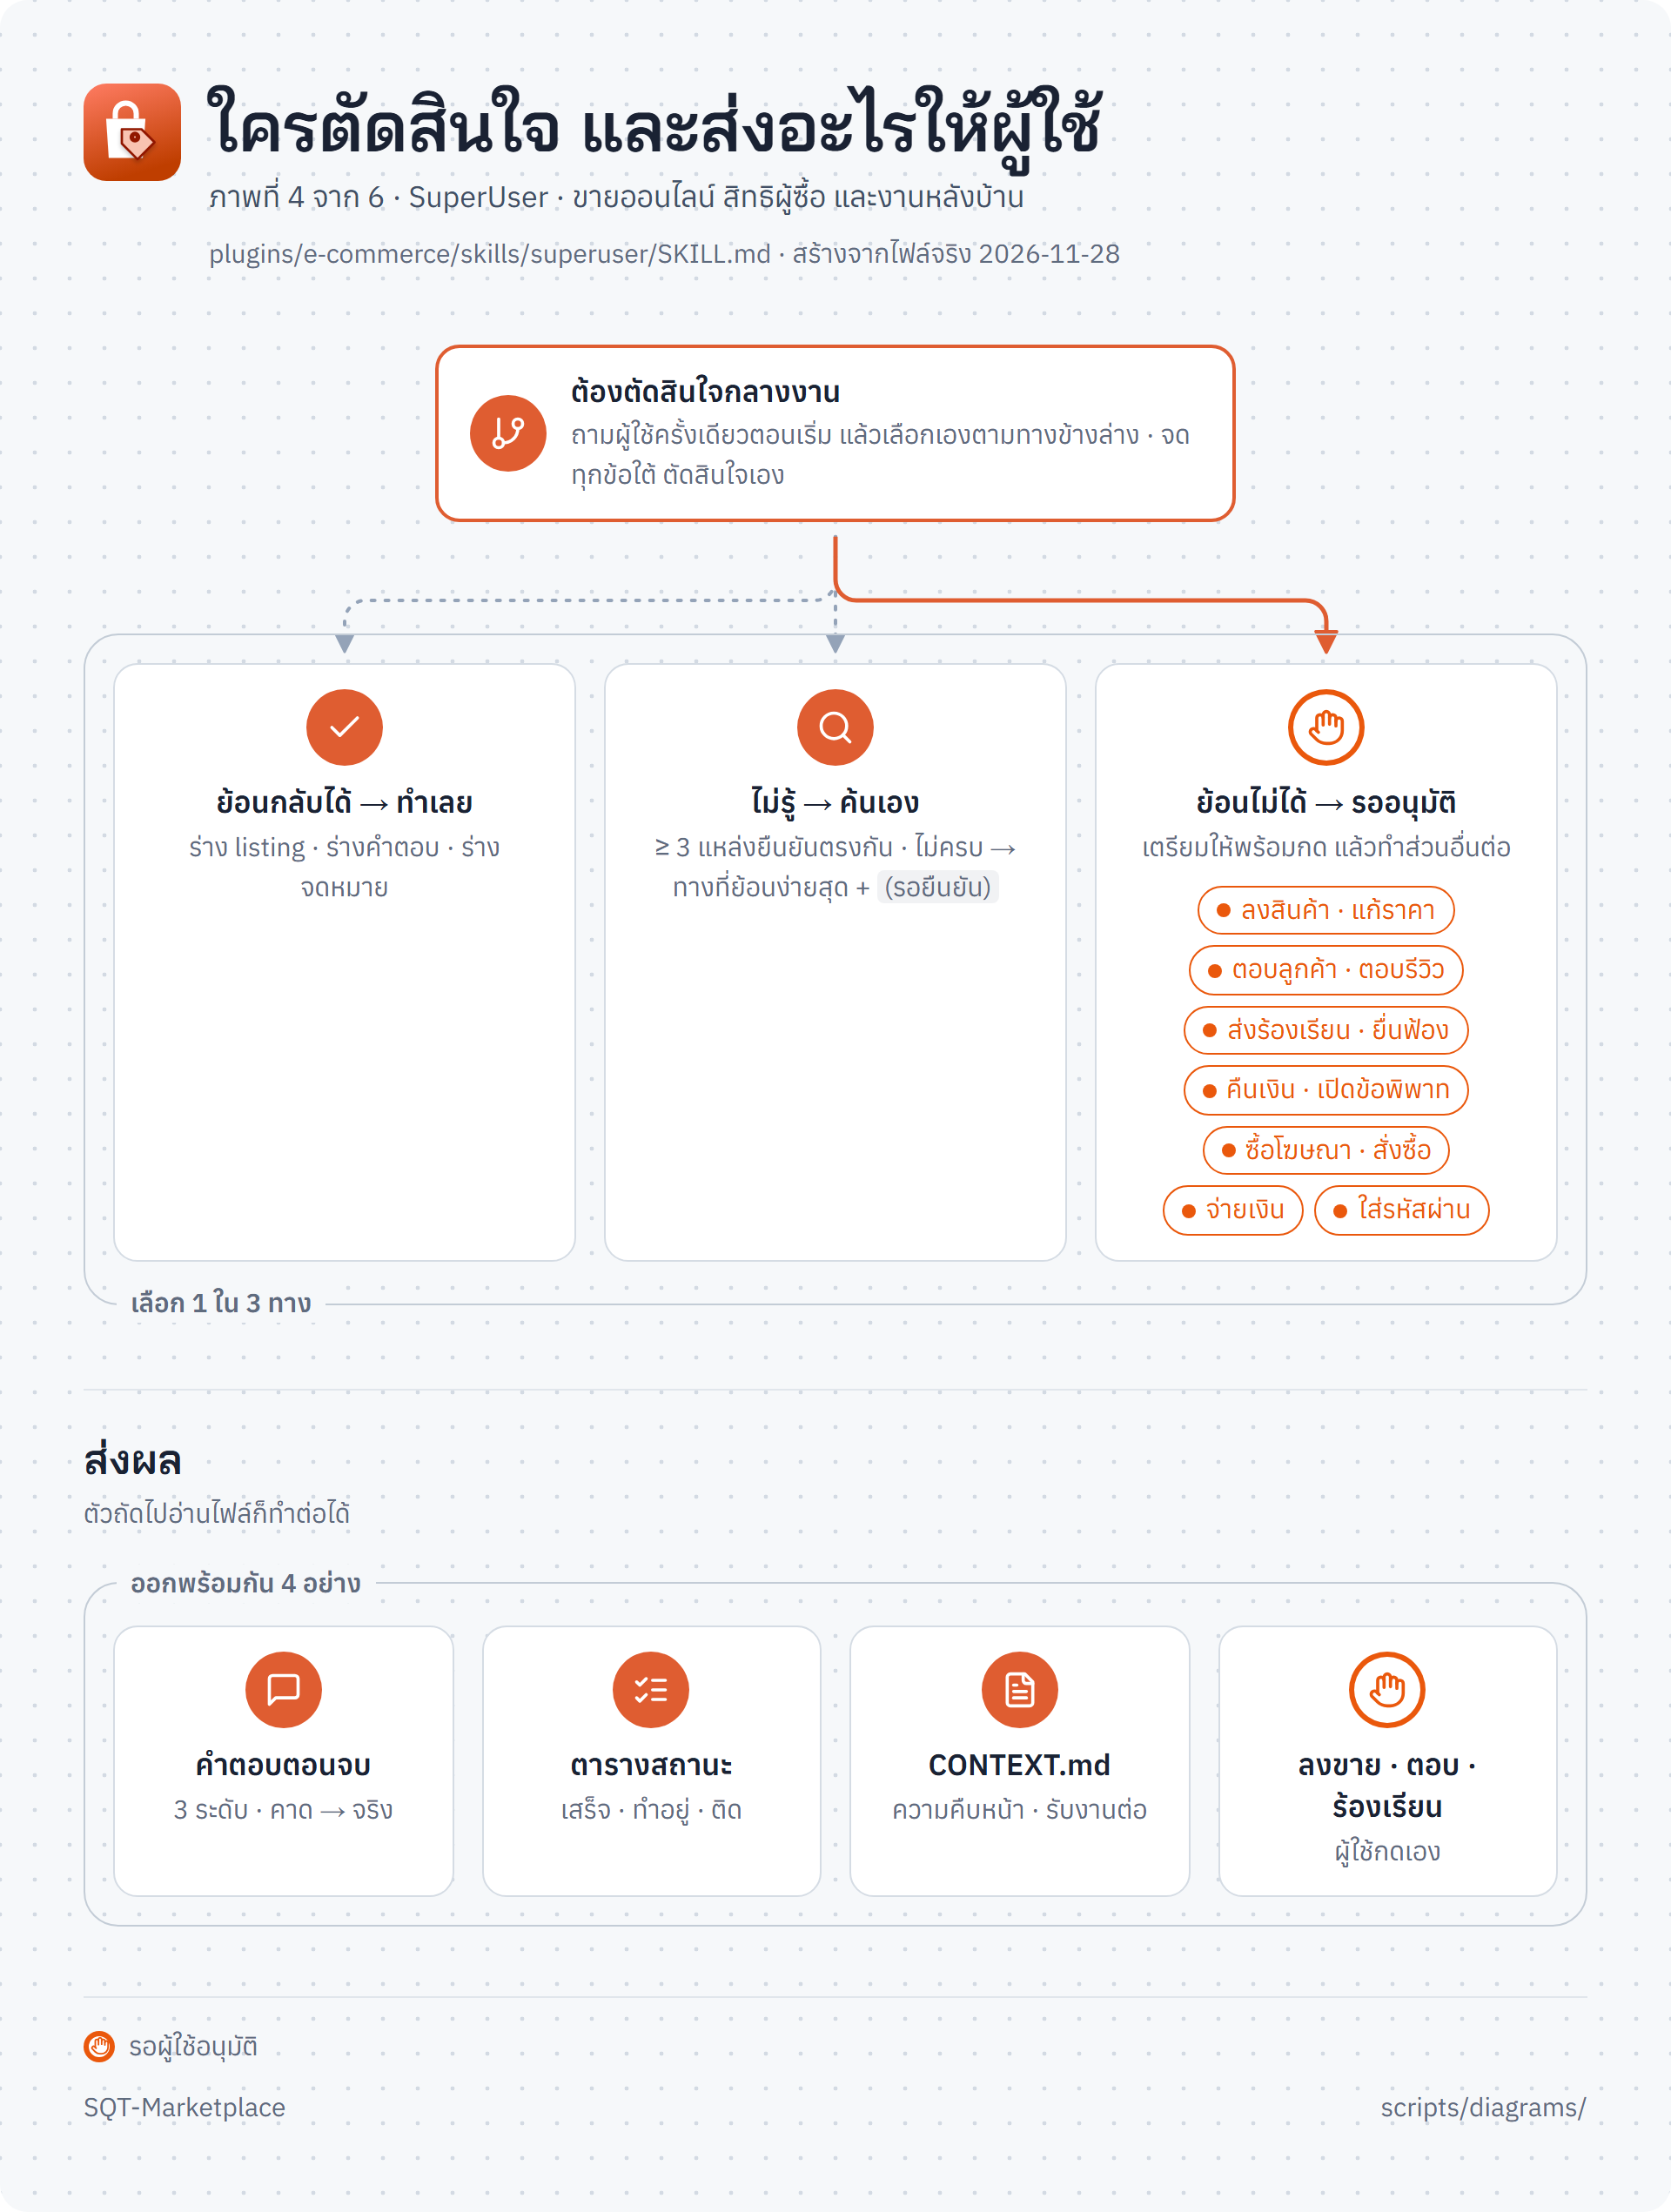 ใครตัดสินใจ และส่งอะไรให้ผู้ใช้
ภาพที่ 4 จาก 6 · SuperUser · ขายออนไลน์ สิทธิผู้ซื้อ และงานหลังบ้าน
plugins/e-commerce/skills/superuser/SKILL.md · สร้างจากไฟล์จริง 2026-11-28
ต้องตัดสินใจกลางงาน
ถามผู้ใช้ครั้งเดียวตอนเริ่ม แล้วเลือกเองตามทางข้างล่าง · จด
ทุกข้อใต้ ตัดสินใจเอง
ย้อนกลับได้ → ทำเลย
ร่าง listing · ร่างคำตอบ · ร่าง
จดหมาย
ไม่รู้ → ค้นเอง
≥ 3 แหล่งยืนยันตรงกัน · ไม่ครบ →
ทางที่ย้อนง่ายสุด + (รอยืนยัน)
ย้อนไม่ได้ → รออนุมัติ
เตรียมให้พร้อมกด แล้วทำส่วนอื่นต่อ
ลงสินค้า · แก้ราคา
ตอบลูกค้า · ตอบรีวิว
ส่งร้องเรียน · ยื่นฟ้อง
คืนเงิน · เปิดข้อพิพาท
ซื้อโฆษณา · สั่งซื้อ
จ่ายเงิน ใส่รหัสผ่าน
เลือก 1 ใน 3 ทาง
ส่งผล
ตัวถัดไปอ่านไฟล์ก็ทำต่อได้
ออกพร้อมกัน 4 อย่าง
คำตอบตอนจบ
3 ระดับ · คาด → จริง
ตารางสถานะ
เสร็จ · ทำอยู่ · ติด
CONTEXT.md
ความคืบหน้า · รับงานต่อ
ลงขาย · ตอบ ·
ร้องเรียน
ผู้ใช้กดเอง
รอผู้ใช้อนุมัติ
SQT-Marketplace
scripts/diagrams/